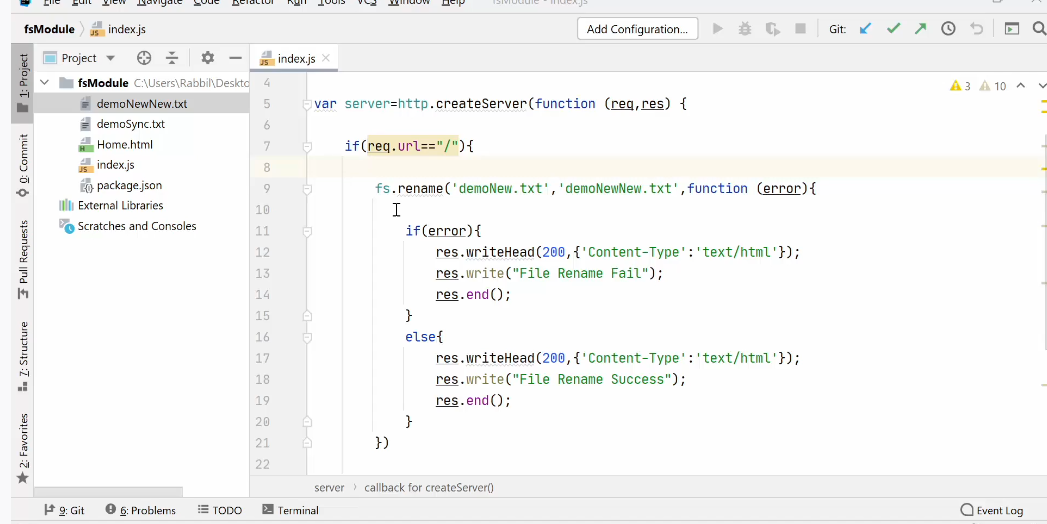 File Edit View Navigate Code Refactor Run Tools VCS Window Help fsModule - index.js
fsModule index.js Add Configuration... Git:
Project index.js
1: Project
0: Commit
Pull Requests
7: Structure
2: Favorites
fsModule C:\Users\Rabbil\Deskto
demoNewNew.txt
demoSync.txt
Home.html
index.js
package.json
External Libraries
Scratches and Consoles
3 10
4
5 var server=http.createServer(function (req,res) {
6
7 if(req.url=="/"){
8
9 fs.rename('demoNew.txt','demoNewNew.txt',function (error){
10
11 if(error){
12 res.writeHead(200,{'Content-Type':'text/html'});
13 res.write("File Rename Fail");
14 res.end();
15 }
16 else{
17 res.writeHead(200,{'Content-Type':'text/html'});
18 res.write("File Rename Success");
19 res.end();
20 }
21 })
22
server callback for createServer()
9: Git 6: Problems TODO Terminal Event Log